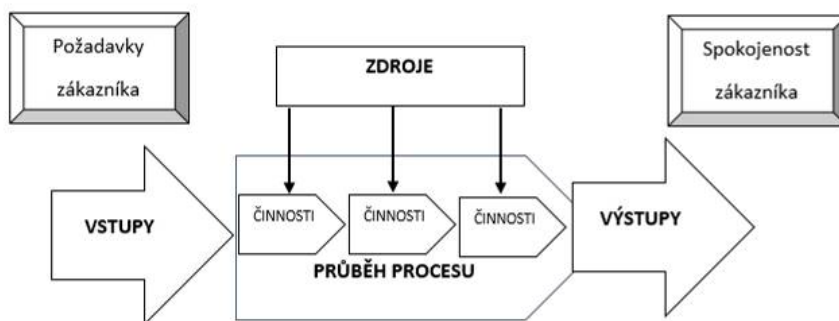 Požadavky
zákazníka
ZDROJE
Spokojenost
zákazníka
VSTUPY
ČINNOSTI
ČINNOSTI
ČINNOSTI
VÝSTUPY
PRŮBĚH PROCESU